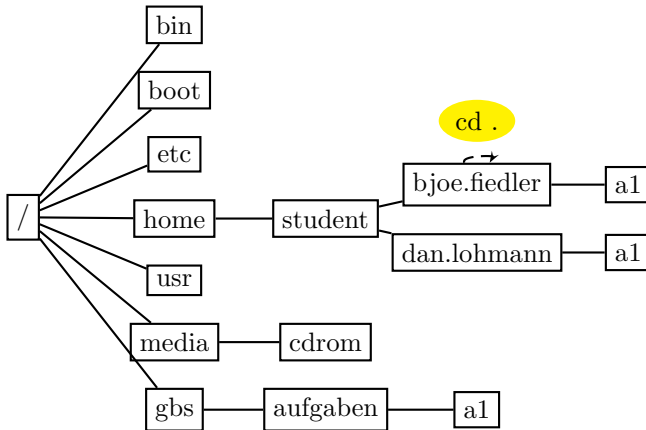 bin
boot
cd .
etc
bjoe.fiedler
a1
/
home
student
dan.lohmann
a1
usr
media
cdrom
gbs
aufgaben
a1